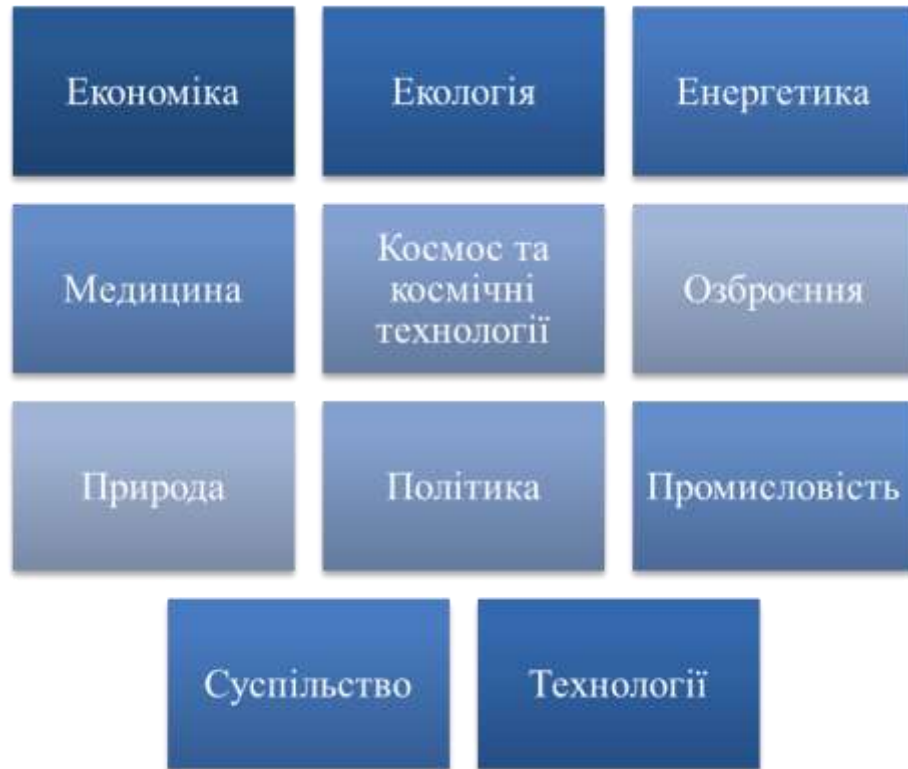 Економіка
Екологія
Енергетика
Медицина
Космос та
космічні
технології
Озброєння
Природа
Політика
Промисловість
Суспільство
Технології